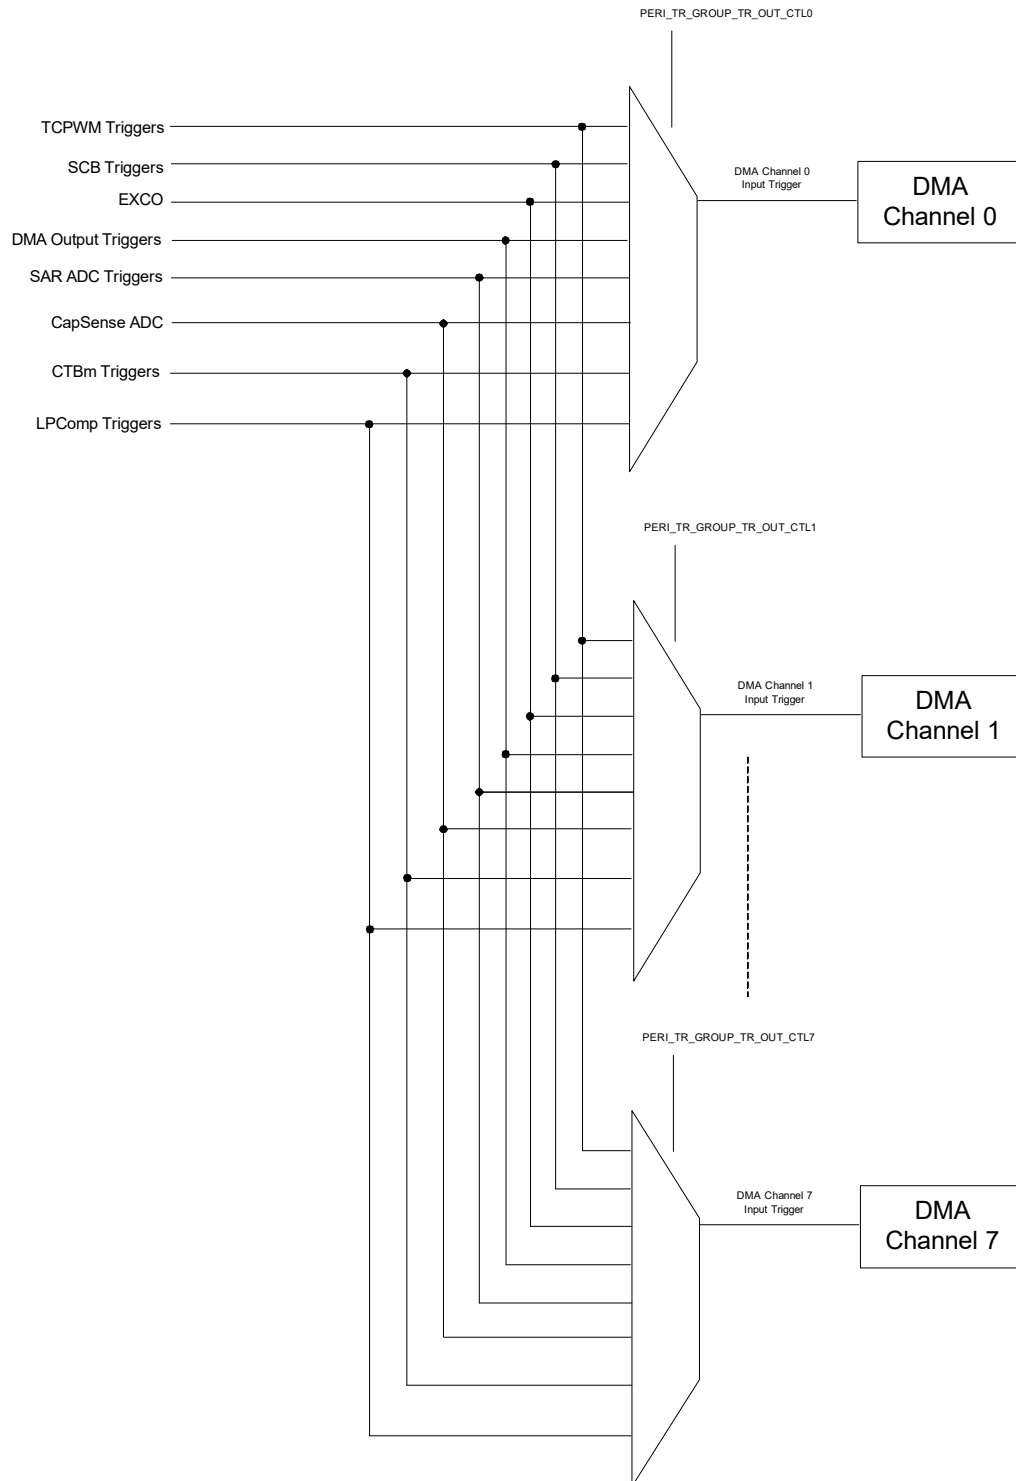 PERI_TR_GROUP_TR_OUT_CTL0
TCPWM Triggers
SCB Triggers
EXCO
DMA Output Triggers
SAR ADC Triggers
CapSense ADC
CTBm Triggers
LPComp Triggers
DMA Channel 0
Input Trigger
DMA
Channel 0
PERI_TR_GROUP_TR_OUT_CTL1
DMA Channel 1
Input Trigger
DMA
Channel 1
PERI_TR_GROUP_TR_OUT_CTL7
DMA Channel 7
Input Trigger
DMA
Channel 7